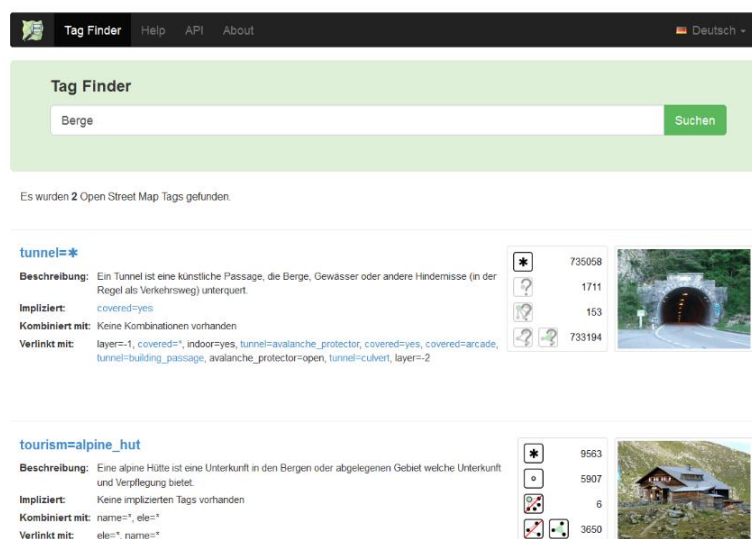 Tag Finder Help API About Deutsch
Tag Finder
Berge Suchen
Es wurden 2 Open Street Map Tags gefunden.
tunnel=*
Beschreibung: Ein Tunnel ist eine künstliche Passage, die Berge, Gewässer oder andere Hindernisse (in der
Regel als Verkehrsweg) unterquert.
Impliziert: covered=yes
Kombiniert mit: Keine Kombinationen vorhanden
Verlinkt mit: layer=-1, covered=*, indoor=yes, tunnel=avalanche_protector, covered=yes, covered=arcade,
tunnel=building_passage, avalanche_protector=open, tunnel=culvert, layer=-2
735058
1711
153
733194
tourism=alpine_hut
Beschreibung: Eine alpine Hütte ist eine Unterkunft in den Bergen oder abgelegenen Gebiet welche Unterkunft
und Verpflegung bietet.
Impliziert: Keine implizierten Tags vorhanden
Kombiniert mit: name=*, ele=*
Verlinkt mit: ele=*, name=*
9563
5907
6
3650